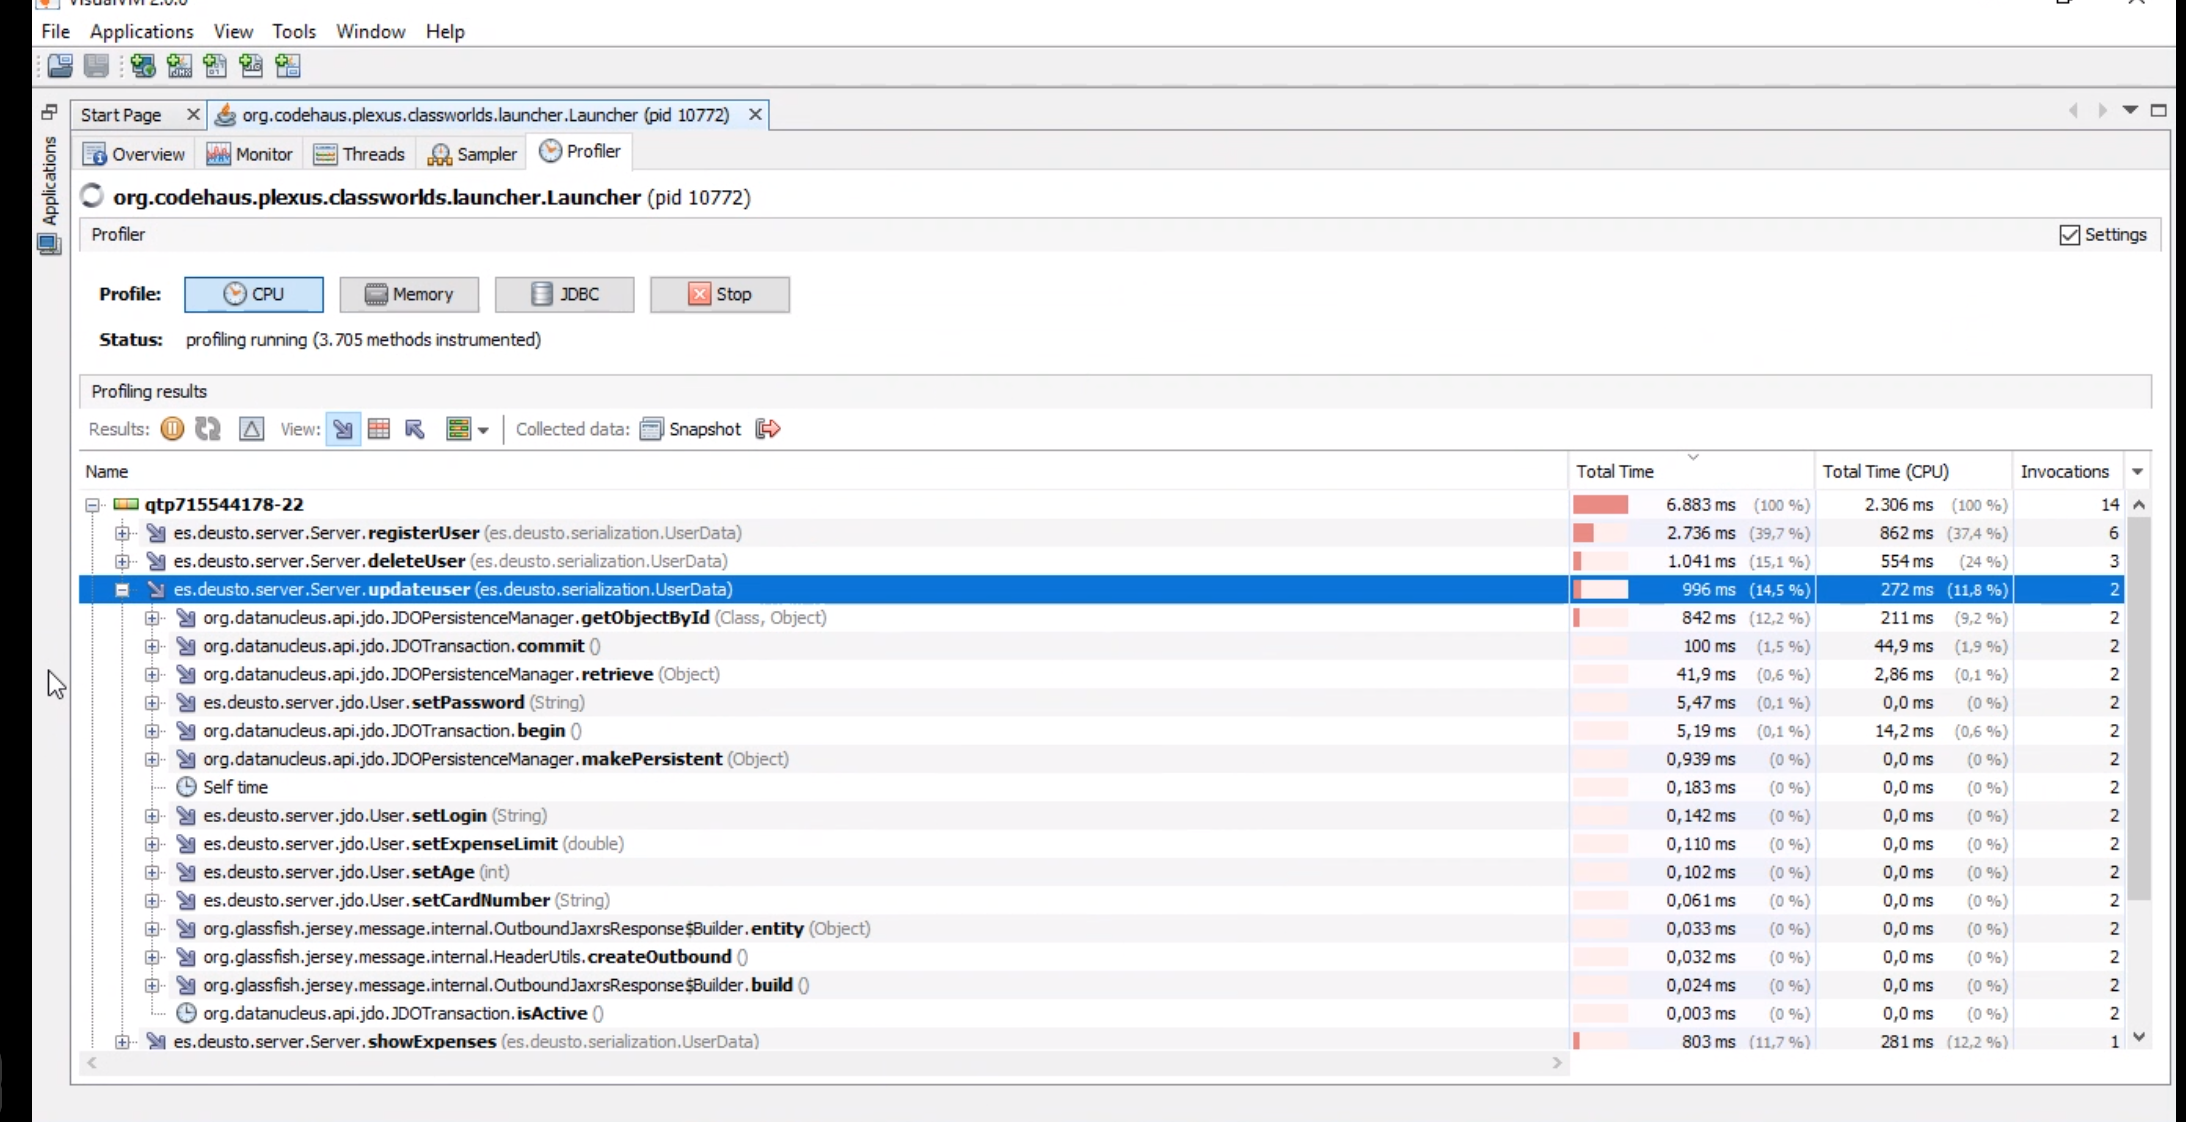 VisualVM 2.0.6
File Applications View Tools Window Help
Applications
Start Page org.codehaus.plexus.classworlds.launcher.Launcher (pid 10772)
Overview Monitor Threads Sampler Profiler
org.codehaus.plexus.classworlds.launcher.Launcher (pid 10772)
Profiler Settings
Profile: CPU Memory JDBC Stop
Status: profiling running (3.705 methods instrumented)
Profiling results
Results: View: Collected data: Snapshot
Name Total Time Total Time (CPU) Invocations
qtp715544178-22 6.883 ms (100 %) 2.306 ms (100 %) 14
es.deusto.server.Server.registerUser (es.deusto.serialization.UserData) 2.736 ms (39,7 %) 862 ms (37,4 %) 6
es.deusto.server.Server.deleteUser (es.deusto.serialization.UserData) 1.041 ms (15,1 %) 554 ms (24 %) 3
es.deusto.server.Server.updateuser (es.deusto.serialization.UserData) 996 ms (14,5 %) 272 ms (11,8 %) 2
org.datanucleus.api.jdo.JDOPersistenceManager.getObjectById (Class, Object) 842 ms (12,2 %) 211 ms (9,2 %) 2
org.datanucleus.api.jdo.JDOTransaction.commit () 100 ms (1,5 %) 44,9 ms (1,9 %) 2
org.datanucleus.api.jdo.JDOPersistenceManager.retrieve (Object) 41,9 ms (0,6 %) 2,86 ms (0,1 %) 2
es.deusto.server.jdo.User.setPassword (String) 5,47 ms (0,1 %) 0,0 ms (0 %) 2
org.datanucleus.api.jdo.JDOTransaction.begin () 5,19 ms (0,1 %) 14,2 ms (0,6 %) 2
org.datanucleus.api.jdo.JDOPersistenceManager.makePersistent (Object) 0,939 ms (0 %) 0,0 ms (0 %) 2
Self time 0,183 ms (0 %) 0,0 ms (0 %) 2
es.deusto.server.jdo.User.setLogin (String) 0,142 ms (0 %) 0,0 ms (0 %) 2
es.deusto.server.jdo.User.setExpenseLimit (double) 0,110 ms (0 %) 0,0 ms (0 %) 2
es.deusto.server.jdo.User.setAge (int) 0,102 ms (0 %) 0,0 ms (0 %) 2
es.deusto.server.jdo.User.setCardNumber (String) 0,061 ms (0 %) 0,0 ms (0 %) 2
org.glassfish.jersey.message.internal.OutboundJaxrsResponse$Builder.entity (Object) 0,033 ms (0 %) 0,0 ms (0 %) 2
org.glassfish.jersey.message.internal.HeaderUtils.createOutbound () 0,032 ms (0 %) 0,0 ms (0 %) 2
org.glassfish.jersey.message.internal.OutboundJaxrsResponse$Builder.build () 0,024 ms (0 %) 0,0 ms (0 %) 2
org.datanucleus.api.jdo.JDOTransaction.isActive () 0,003 ms (0 %) 0,0 ms (0 %) 2
es.deusto.server.Server.showExpenses (es.deusto.serialization.UserData) 803 ms (11,7 %) 281 ms (12,2 %) 1